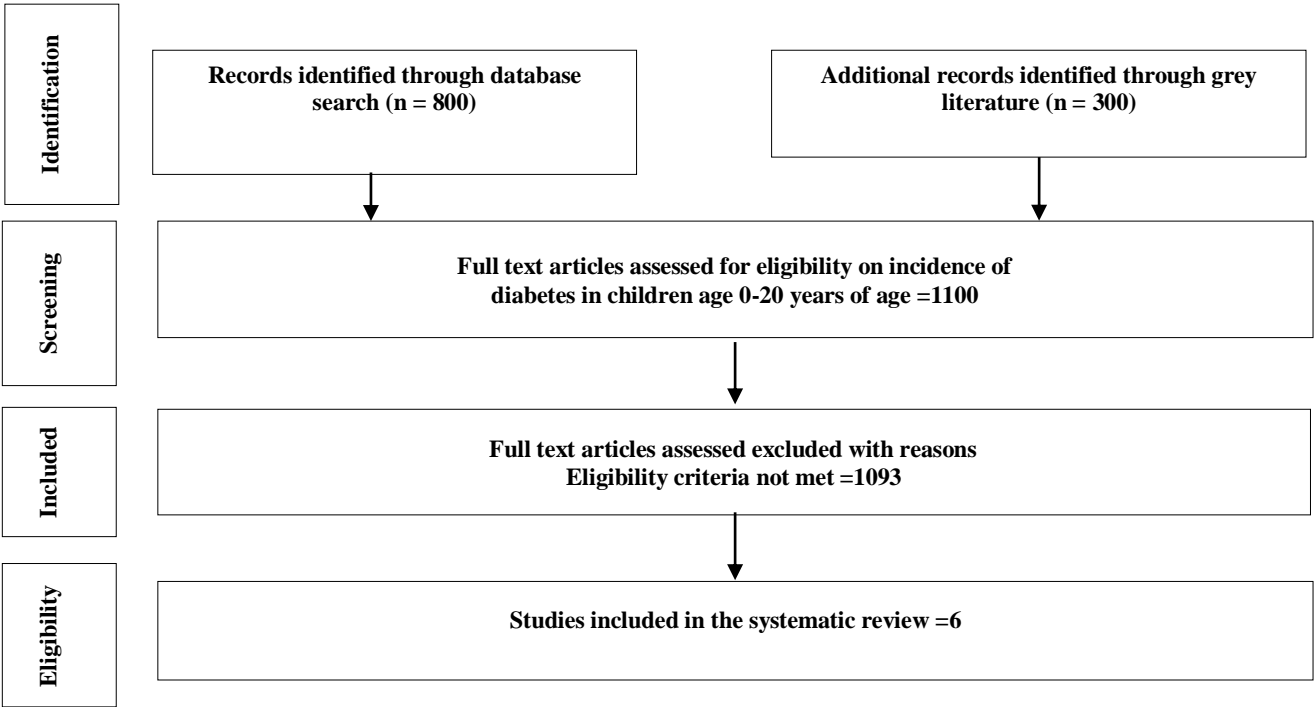 Identification
Records identified through database
search (n = 800)
Additional records identified through grey
literature (n = 300)
Screening
Full text articles assessed for eligibility on incidence of
diabetes in children age 0-20 years of age =1100
Included
Full text articles assessed excluded with reasons
Eligibility criteria not met =1093
Eligibility
Studies included in the systematic review =6